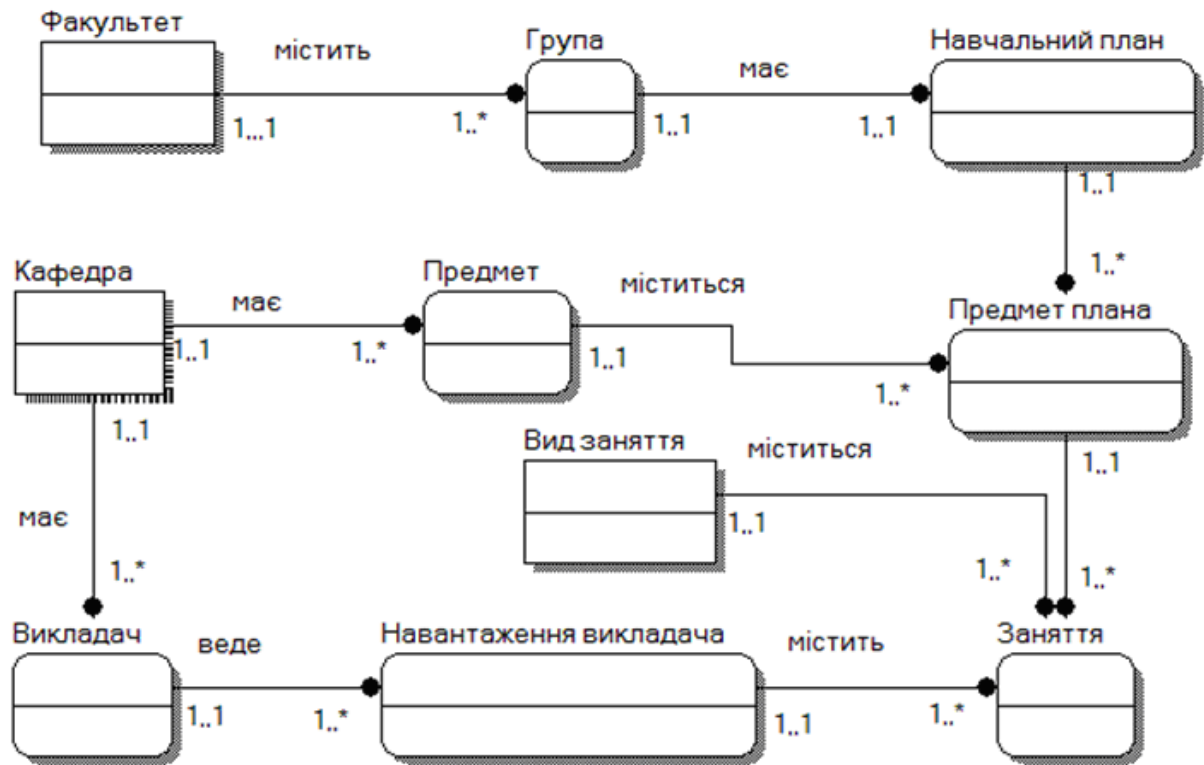 Факультет
містить
Група
має
Навчальний план
1...1
1..*
1..1
1..1
1..1
1..*
Кафедра
має
Предмет
міститься
Предмет плана
1..1
1..*
1..1
1..*
1..1
Вид заняття
міститься
1..1
1..1
має
1..*
1..*
1..*
Викладач
веде
Навантаження викладача
містить
Заняття
1..1
1..*
1..1
1..*